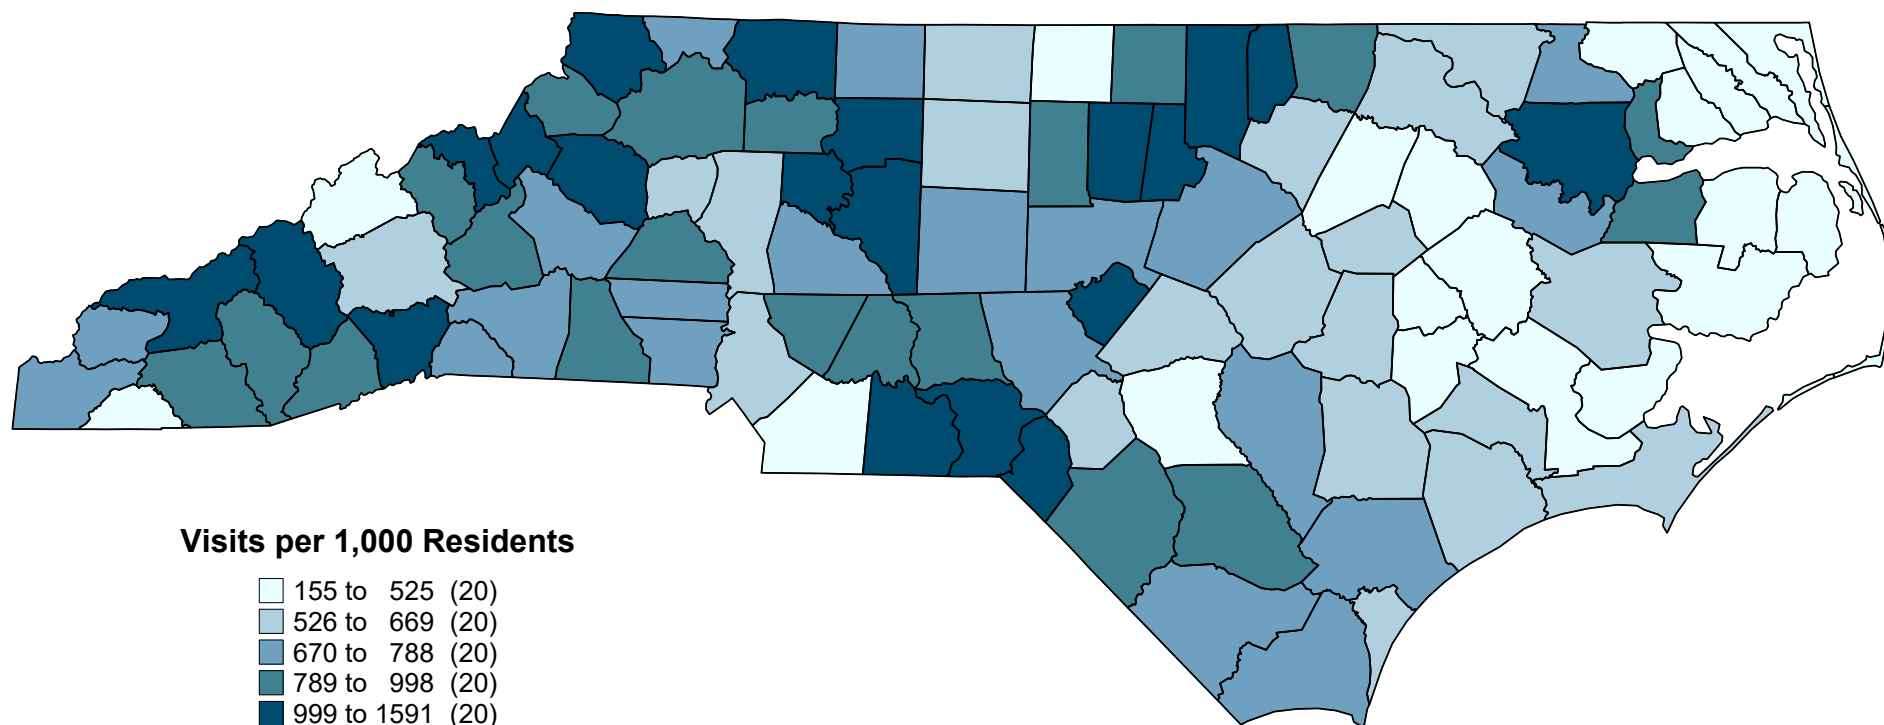 Visits per 1,000 Residents
155 to 525 (20)
526 to 669 (20)
670 to 788 (20)
789 to 998 (20)
999 to 1591 (20)